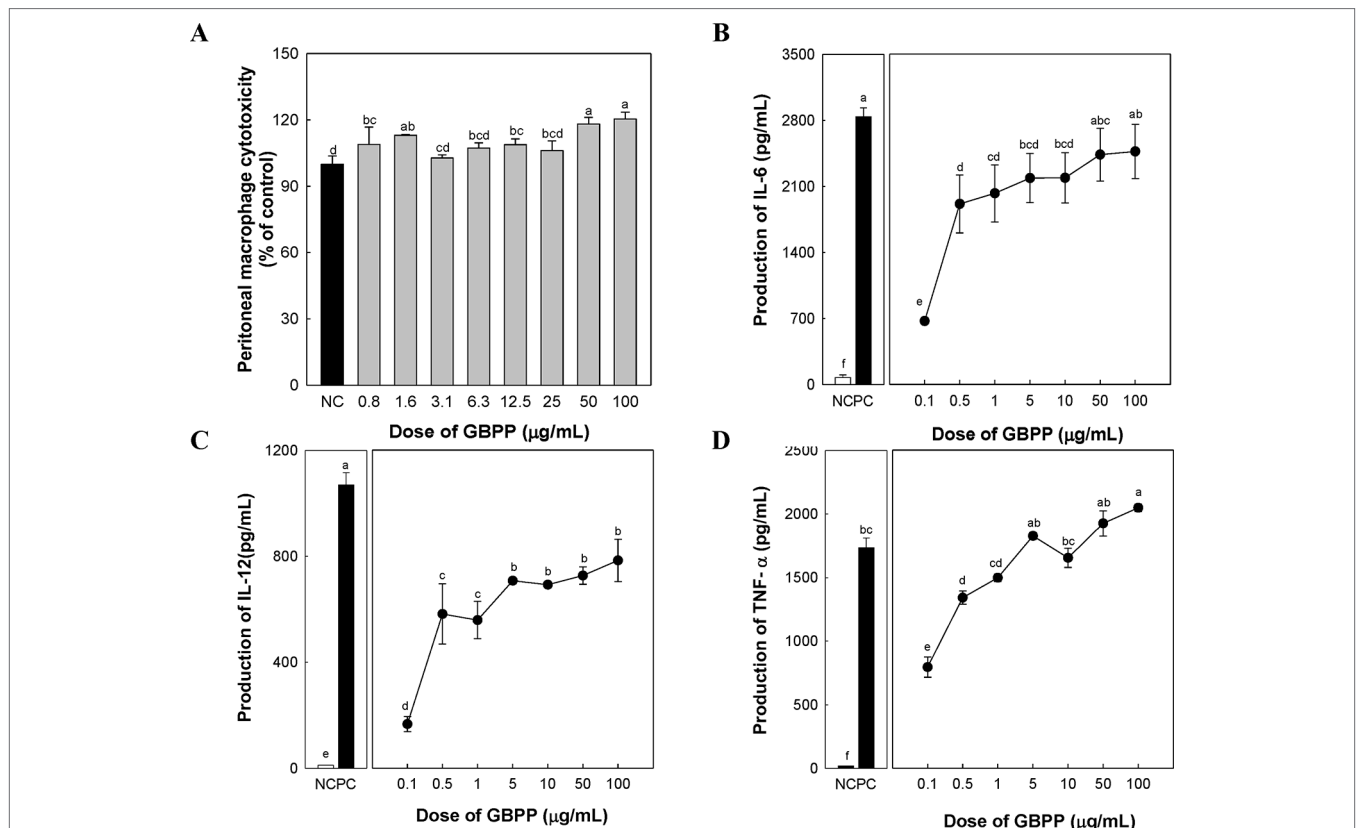 A
Peritoneal macrophage cytotoxicity
(% of control)
150
120
90
60
30
0
d
bc
ab
cd
bcd
bc
bcd
a
a
NC 0.8 1.6 3.1 6.3 12.5 25 50 100
Dose of GBPP (μg/mL)
B
Production of IL-6 (pg/mL)
3500
2800
2100
1400
700
0
f
a
e
d
cd
bcd
bcd
abc
ab
NCPC
0.1 0.5 1 5 10 50 100
Dose of GBPP (μg/mL)
C
Production of IL-12(pg/mL)
1200
800
400
0
e
a
d
c
c
b
b
b
b
NCPC
0.1 0.5 1 5 10 50 100
Dose of GBPP (μg/mL)
D
Production of TNF- α (pg/mL)
2500
2000
1500
1000
500
0
f
bc
e
d
cd
ab
bc
ab
a
NCPC
0.1 0.5 1 5 10 50 100
Dose of GBPP (μg/mL)